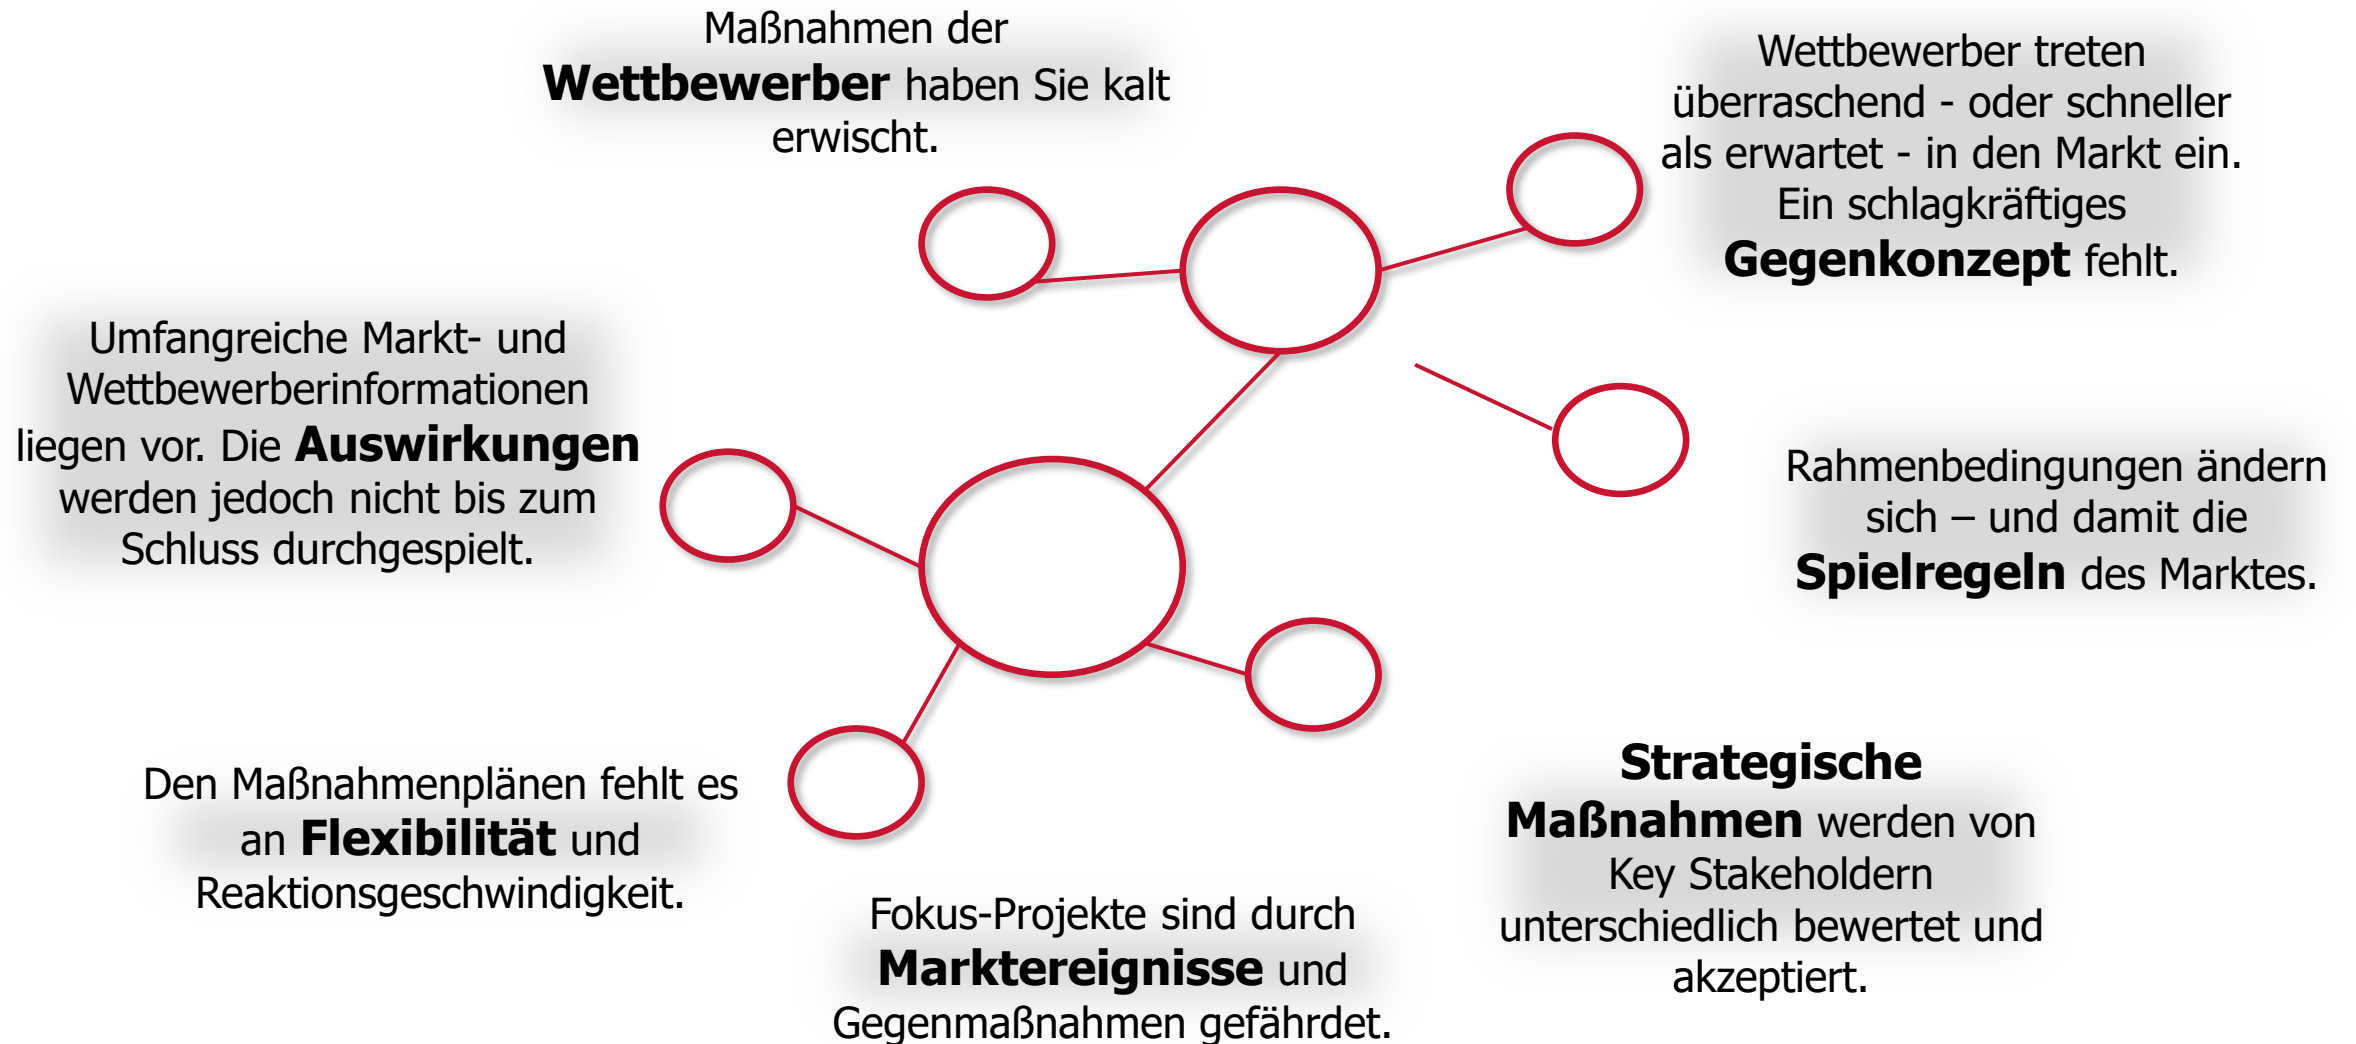 Maßnahmen der
Wettbewerber haben Sie kalt
erwischt.
Wettbewerber treten
überraschend - oder schneller
als erwartet - in den Markt ein.
Ein schlagkräftiges
Gegenkonzept fehlt.
Umfangreiche Markt- und
Wettbewerberinformationen
liegen vor. Die Auswirkungen
werden jedoch nicht bis zum
Schluss durchgespielt.
Rahmenbedingungen ändern
sich – und damit die
Spielregeln des Marktes.
Den Maßnahmenplänen fehlt es
an Flexibilität und
Reaktionsgeschwindigkeit.
Strategische
Maßnahmen werden von
Key Stakeholdern
unterschiedlich bewertet und
akzeptiert.
Fokus-Projekte sind durch
Marktereignisse und
Gegenmaßnahmen gefährdet.